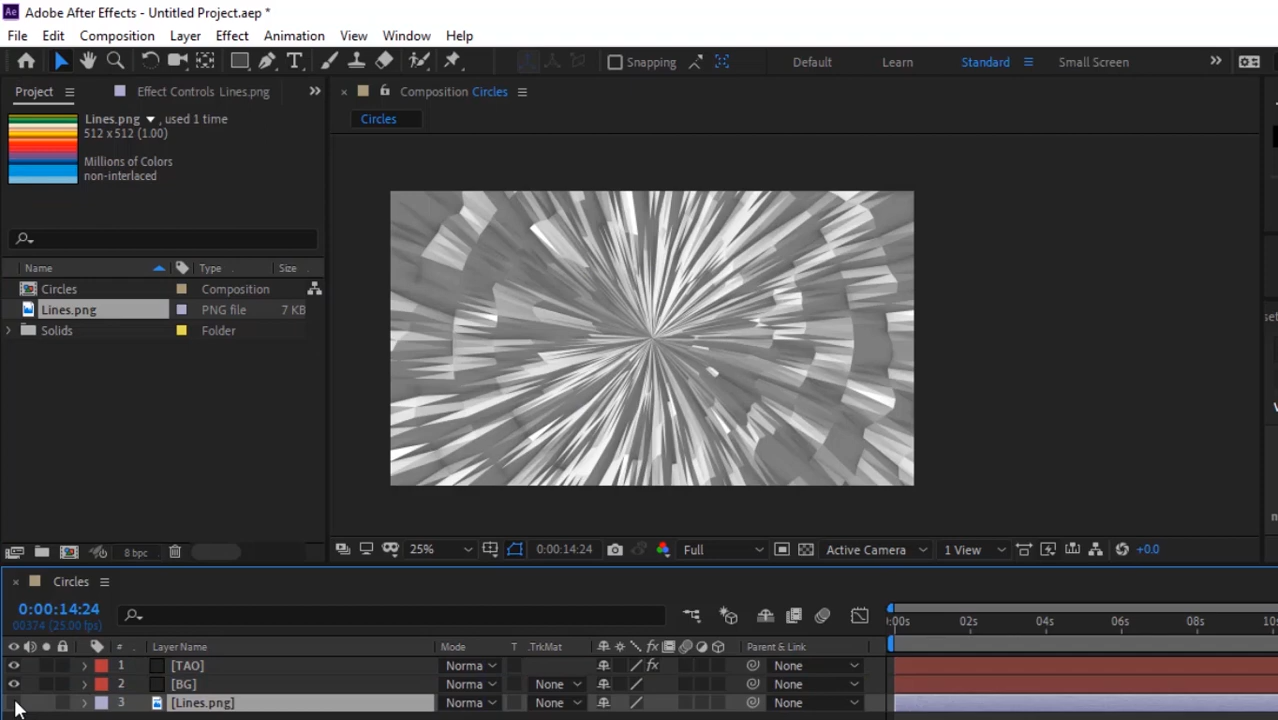 Ae Adobe After Effects - Untitled Project.aep *
File Edit Composition Layer Effect Animation View Window Help
T Snapping Default Learn Standard Small Screen
Project Effect Controls Lines.png Composition Circles
Lines.png , used 1 time
512 x 512 (1.00)
Millions of Colors
non-interlaced
Circles
Name Type Size
Circles Composition
Lines.png PNG file 7 KB
Solids Folder
8 bpc 25% 0:00:14:24 Full Active Camera 1 View +0.0
Circles
0:00:14:24
00374 (25.00 fps)
:00s 02s 04s 06s 08s 10s
# Layer Name Mode T .TrkMat fx Parent & Link
1 [TAO] Norma fx None
2 [BG] Norma None None
3 [Lines.png] Norma None None